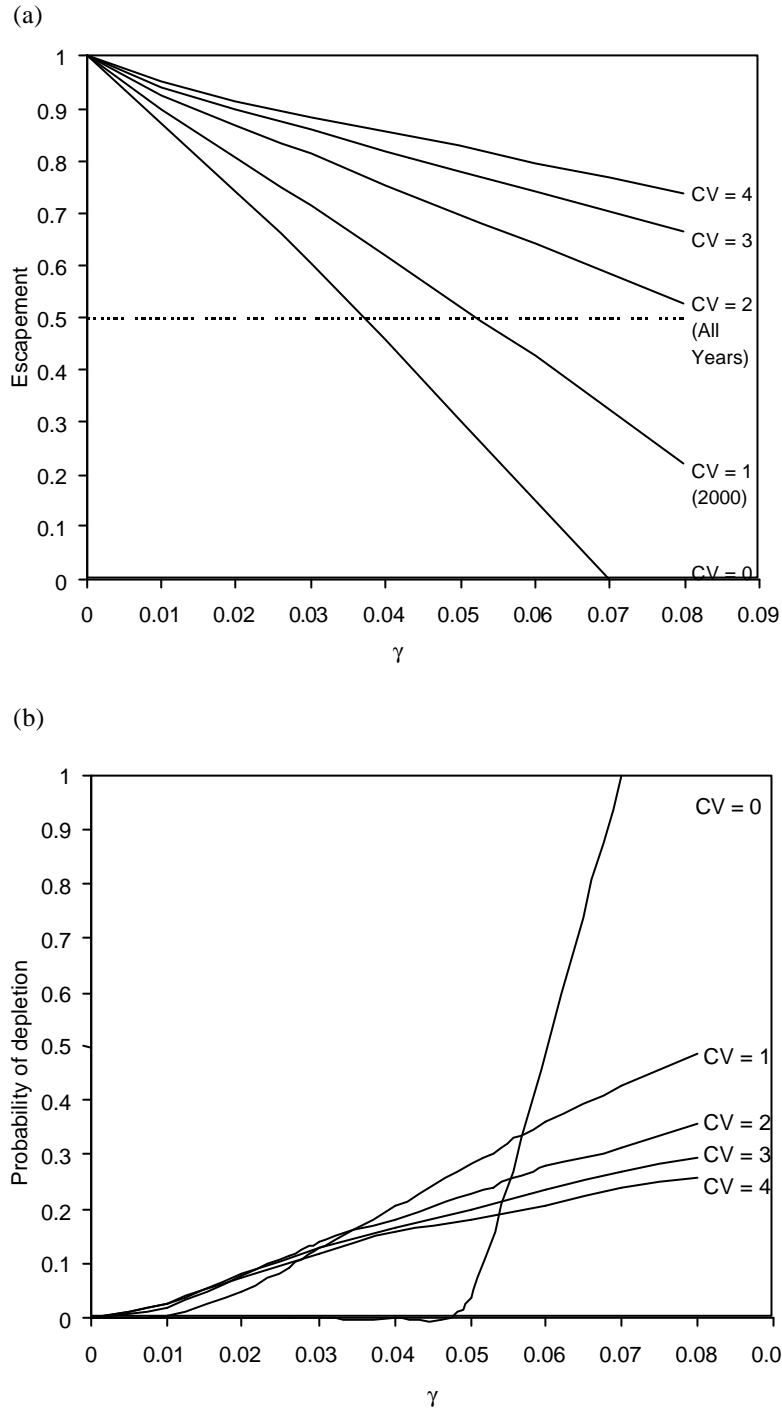 (a)
1
0.9
0.8
0.7
0.6
0.5
0.4
0.3
0.2
0.1
0
Escapement
CV = 4
CV = 3
CV = 2
(All
Years)
CV = 1
(2000)
CV = 0
0 0.01 0.02 0.03 0.04 0.05 0.06 0.07 0.08 0.09
γ
(b)
1
0.9
0.8
0.7
0.6
0.5
0.4
0.3
0.2
0.1
0
Probability of depletion
CV = 0
CV = 1
CV = 2
CV = 3
CV = 4
0 0.01 0.02 0.03 0.04 0.05 0.06 0.07 0.08 0.0
γ